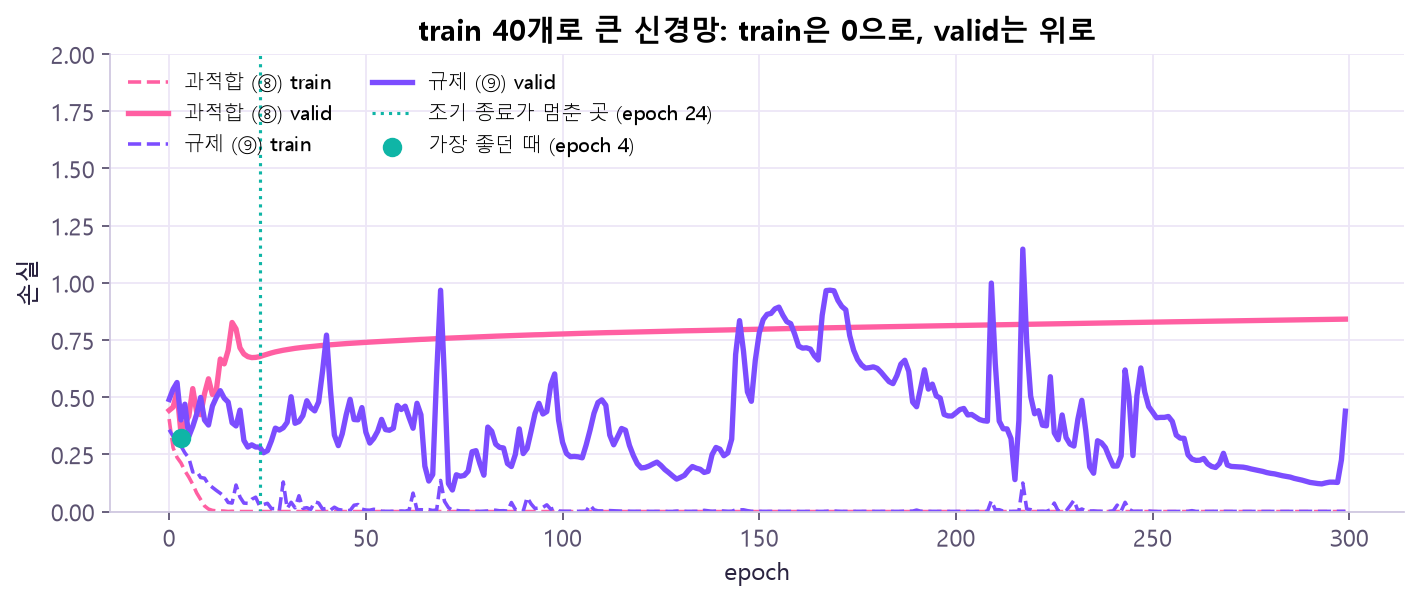 train 40개로 큰 신경망: train은 0으로, valid는 위로
과적합 (⑧) train
과적합 (⑧) valid
규제 (⑨) train
규제 (⑨) valid
조기 종료가 멈춘 곳 (epoch 24)
가장 좋던 때 (epoch 4)
손실
2.00
1.75
1.50
1.25
1.00
0.75
0.50
0.25
0.00
0 50 100 150 200 250 300
epoch